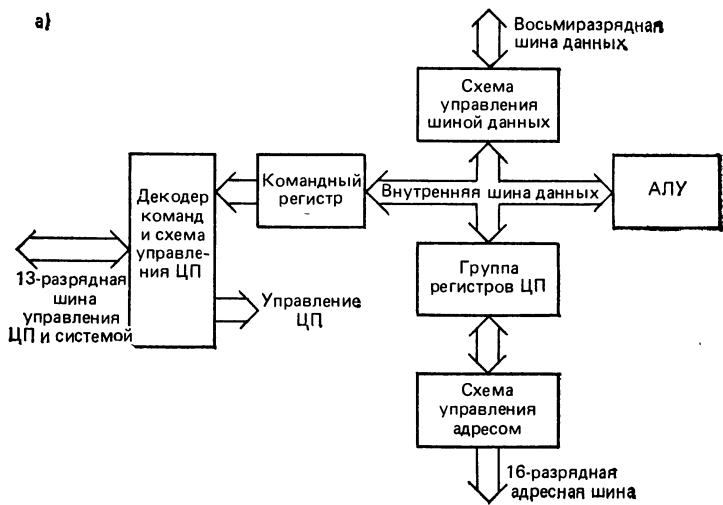 а)
Восьмиразрядная
шина данных
Схема
управления
шиной данных
Командный
регистр
Внутренняя шина данных
АЛУ
Декодер
команд
и схема
управле-
ния ЦП
13-разрядная
шина
управления
ЦП и системой
Управление
ЦП
Группа
регистров ЦП
Схема
управления
адресом
16-разрядная
адресная шина